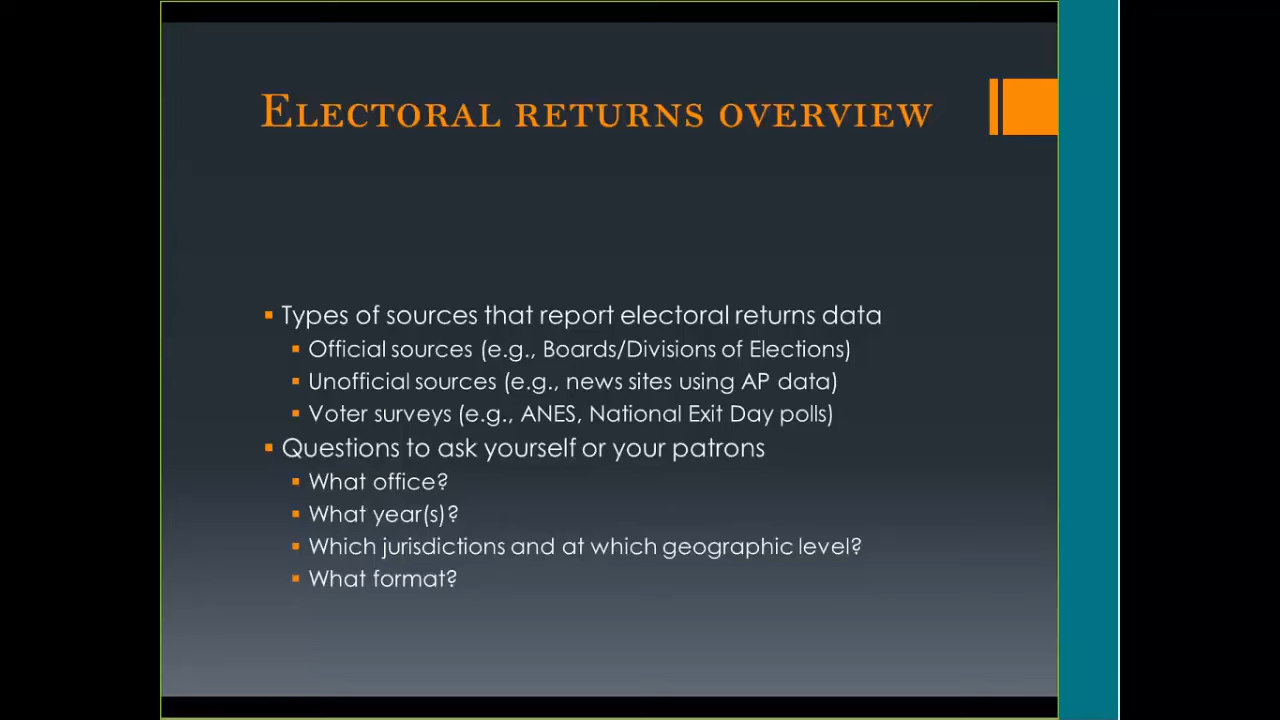 ELECTORAL RETURNS OVERVIEW
▪ Types of sources that report electoral returns data
▪ Official sources (e.g., Boards/Divisions of Elections)
▪ Unofficial sources (e.g., news sites using AP data)
▪ Voter surveys (e.g., ANES, National Exit Day polls)
▪ Questions to ask yourself or your patrons
▪ What office?
▪ What year(s)?
▪ Which jurisdictions and at which geographic level?
▪ What format?